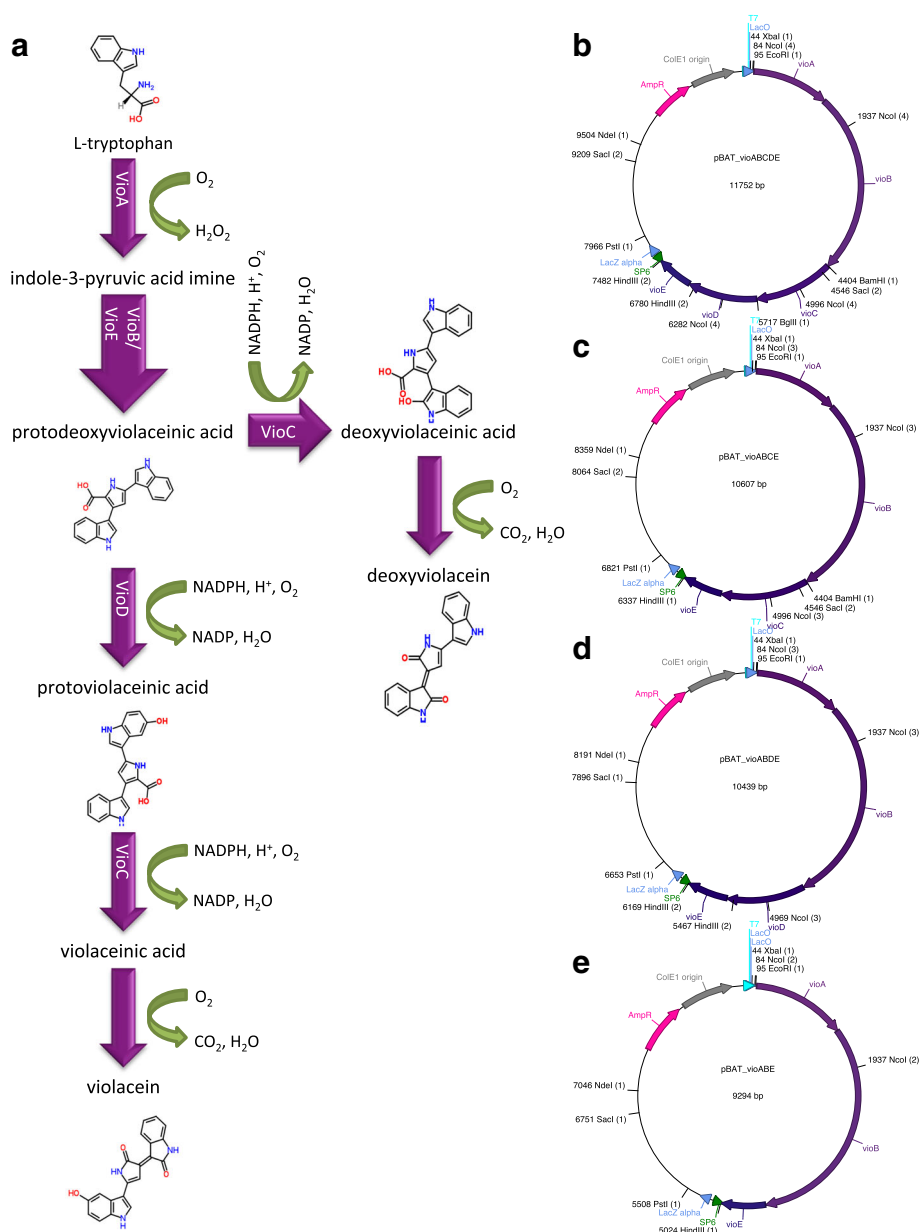 a
L-tryptophan
VioA
O2
H2O2
indole-3-pyruvic acid imine
VioB/
VioE
NADPH, H+, O2
NADP, H2O
protodeoxyviolaceinic acid
VioC
deoxyviolaceinic acid
O2
CO2, H2O
deoxyviolacein
VioD
NADPH, H+, O2
NADP, H2O
protoviolaceinic acid
VioC
NADPH, H+, O2
NADP, H2O
violaceinic acid
O2
CO2, H2O
violacein
b
T7
LacO
44 XbaI (1)
84 NcoI (4)
95 EcoRI (1)
vioA
ColE1 origin
AmpR
1937 NcoI (4)
9504 NdeI (1)
9209 SacI (2)
pBAT_vioABCDE
11752 bp
vioB
7966 PstI (1)
LacZ alpha
SP6
7482 HindIII (2)
vioE
6780 HindIII (2)
vioD
6282 NcoI (4)
4404 BamHI (1)
4546 SacI (2)
4996 NcoI (4)
vioC
5717 BglII (1)
c
T7
LacO
44 XbaI (1)
84 NcoI (3)
95 EcoRI (1)
vioA
ColE1 origin
AmpR
1937 NcoI (3)
8359 NdeI (1)
8064 SacI (2)
pBAT_vioABCE
10607 bp
vioB
6821 PstI (1)
LacZ alpha
SP6
6337 HindIII (1)
vioE
4404 BamHI (1)
4546 SacI (2)
4996 NcoI (3)
vioC
d
T7
LacO
44 XbaI (1)
84 NcoI (3)
95 EcoRI (1)
vioA
ColE1 origin
AmpR
1937 NcoI (3)
8191 NdeI (1)
7896 SacI (1)
pBAT_vioABDE
10439 bp
vioB
6653 PstI (1)
LacZ alpha
SP6
6169 HindIII (2)
vioE
5467 HindIII (2)
4969 NcoI (3)
vioD
e
T7
LacO
LacO
44 XbaI (1)
84 NcoI (2)
95 EcoRI (1)
vioA
ColE1 origin
AmpR
1937 NcoI (2)
7046 NdeI (1)
6751 SacI (1)
pBAT_vioABE
9294 bp
vioB
5508 PstI (1)
LacZ alpha
SP6
5024 HindIII (1)
vioE